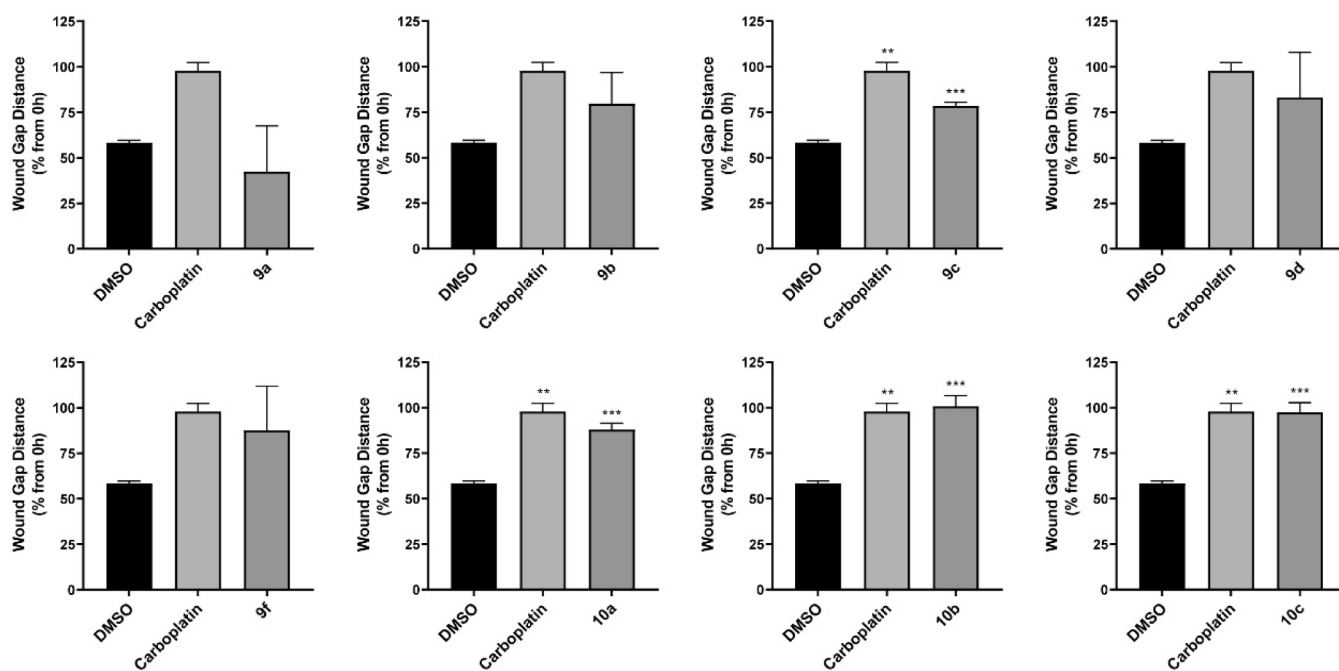 Wound Gap Distance
(% from 0h)
125
100
75
50
25
0
DMSO
Carboplatin
9a
Wound Gap Distance
(% from 0h)
125
100
75
50
25
0
DMSO
Carboplatin
9b
Wound Gap Distance
(% from 0h)
125
100
75
50
25
0
**
***
DMSO
Carboplatin
9c
Wound Gap Distance
(% from 0h)
125
100
75
50
25
0
DMSO
Carboplatin
9d
Wound Gap Distance
(% from 0h)
125
100
75
50
25
0
DMSO
Carboplatin
9f
Wound Gap Distance
(% from 0h)
125
100
75
50
25
0
**
***
DMSO
Carboplatin
10a
Wound Gap Distance
(% from 0h)
125
100
75
50
25
0
**
***
DMSO
Carboplatin
10b
Wound Gap Distance
(% from 0h)
125
100
75
50
25
0
**
***
DMSO
Carboplatin
10c